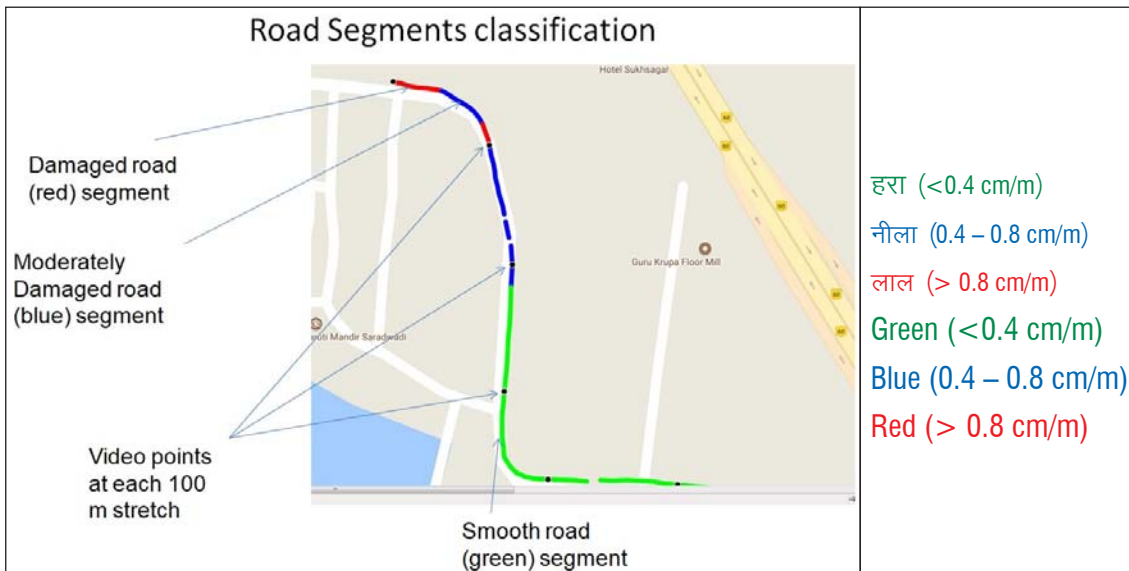 Road Segments classification
Hotel Sukhsagar
Damaged road
(red) segment
Guru Krupa Floor Mill
Moderately
Damaged road
(blue) segment
Mandir Saradwadi
Video points
at each 100
m stretch
Smooth road
(green) segment
हरा (<0.4 cm/m)
नीला (0.4 – 0.8 cm/m)
लाल (> 0.8 cm/m)
Green (<0.4 cm/m)
Blue (0.4 – 0.8 cm/m)
Red (> 0.8 cm/m)